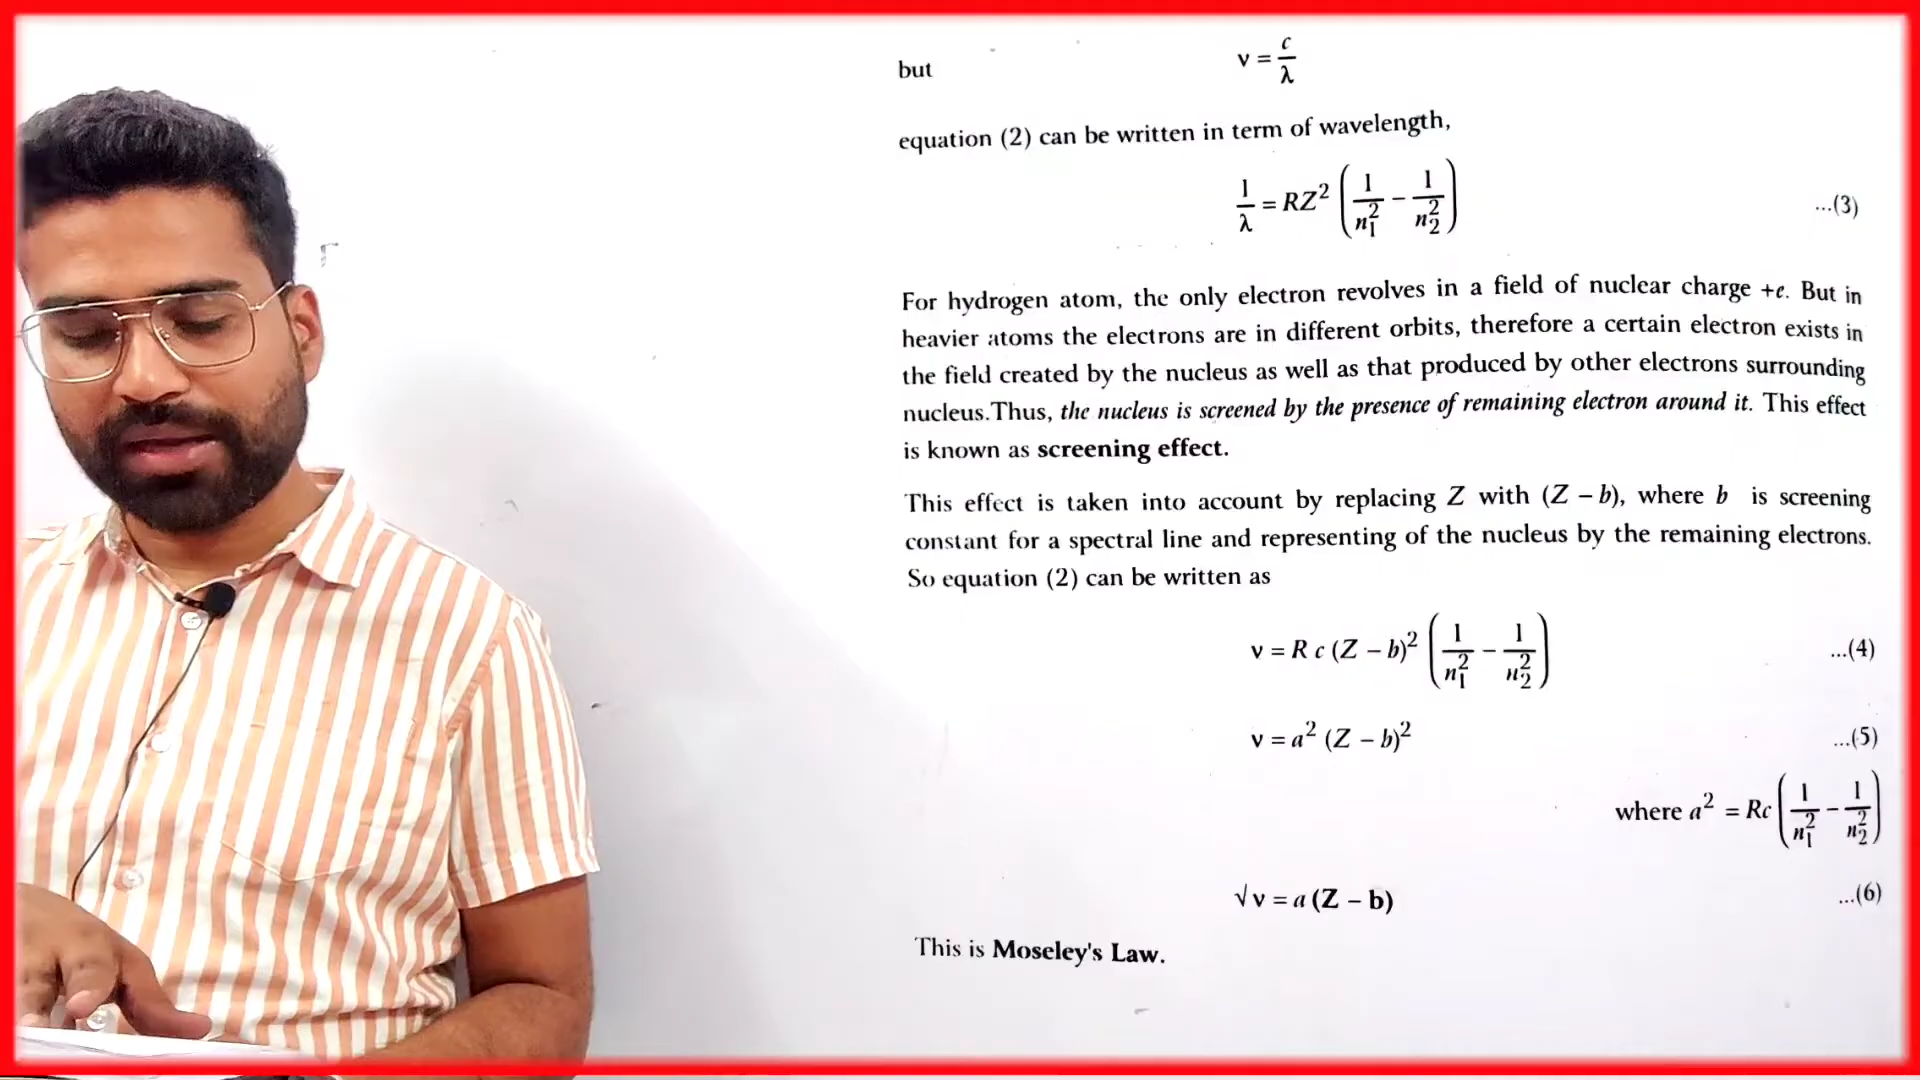 but ν = c/λ
equation (2) can be written in term of wavelength,
1/λ = RZ² (1/n₁² − 1/n₂²) ...(3)
For hydrogen atom, the only electron revolves in a field of nuclear charge +e. But in
heavier atoms the electrons are in different orbits, therefore a certain electron exists in
the field created by the nucleus as well as that produced by other electrons surrounding
nucleus.Thus, the nucleus is screened by the presence of remaining electron around it. This effect
is known as screening effect.
This effect is taken into account by replacing Z with (Z – b), where b is screening
constant for a spectral line and representing of the nucleus by the remaining electrons.
So equation (2) can be written as
ν = R c (Z – b)² (1/n₁² − 1/n₂²) ...(4)
ν = a² (Z – b)² ...(5)
where a² = Rc (1/n₁² − 1/n₂²)
√ν = a (Z – b) ...(6)
This is Moseley's Law.